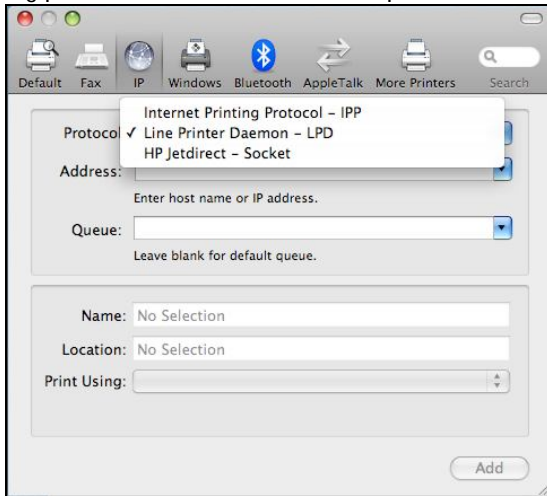 Default Fax IP Windows Bluetooth AppleTalk More Printers Search
Internet Printing Protocol – IPP
Protocol ✓ Line Printer Daemon – LPD
HP Jetdirect – Socket
Address:
Enter host name or IP address.
Queue:
Leave blank for default queue.
Name: No Selection
Location: No Selection
Print Using:
Add